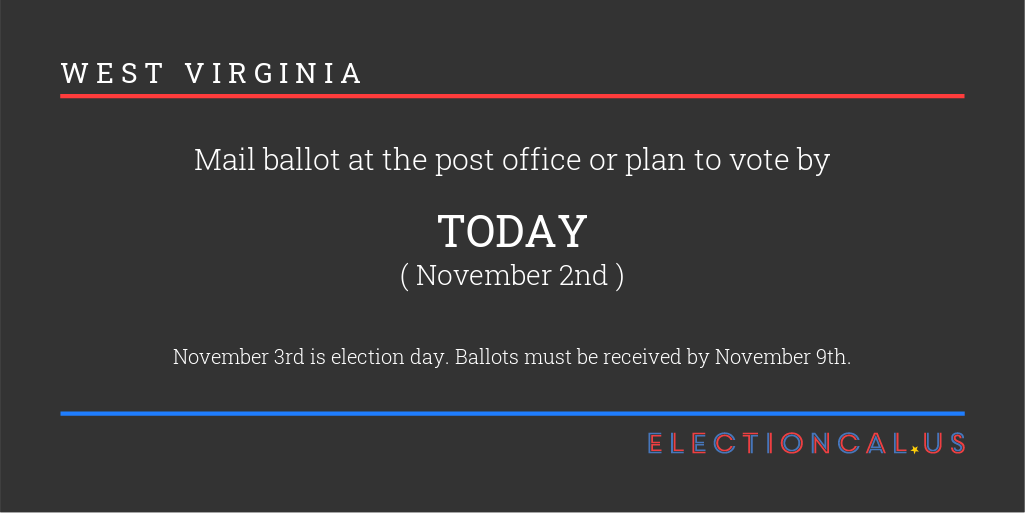 WEST VIRGINIA
Mail ballot at the post office or plan to vote by
TODAY
( November 2nd )
November 3rd is election day. Ballots must be received by November 9th.
ELECTIONCAL.US